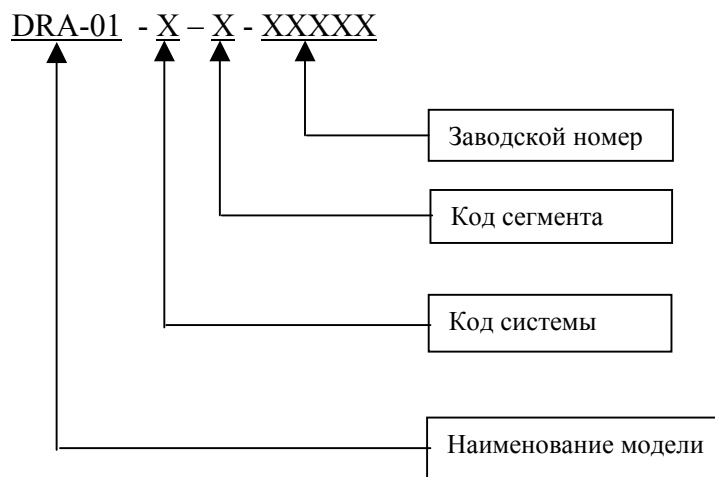 DRA-01 - X – X - XXXXX
Заводской номер
Код сегмента
Код системы
Наименование модели